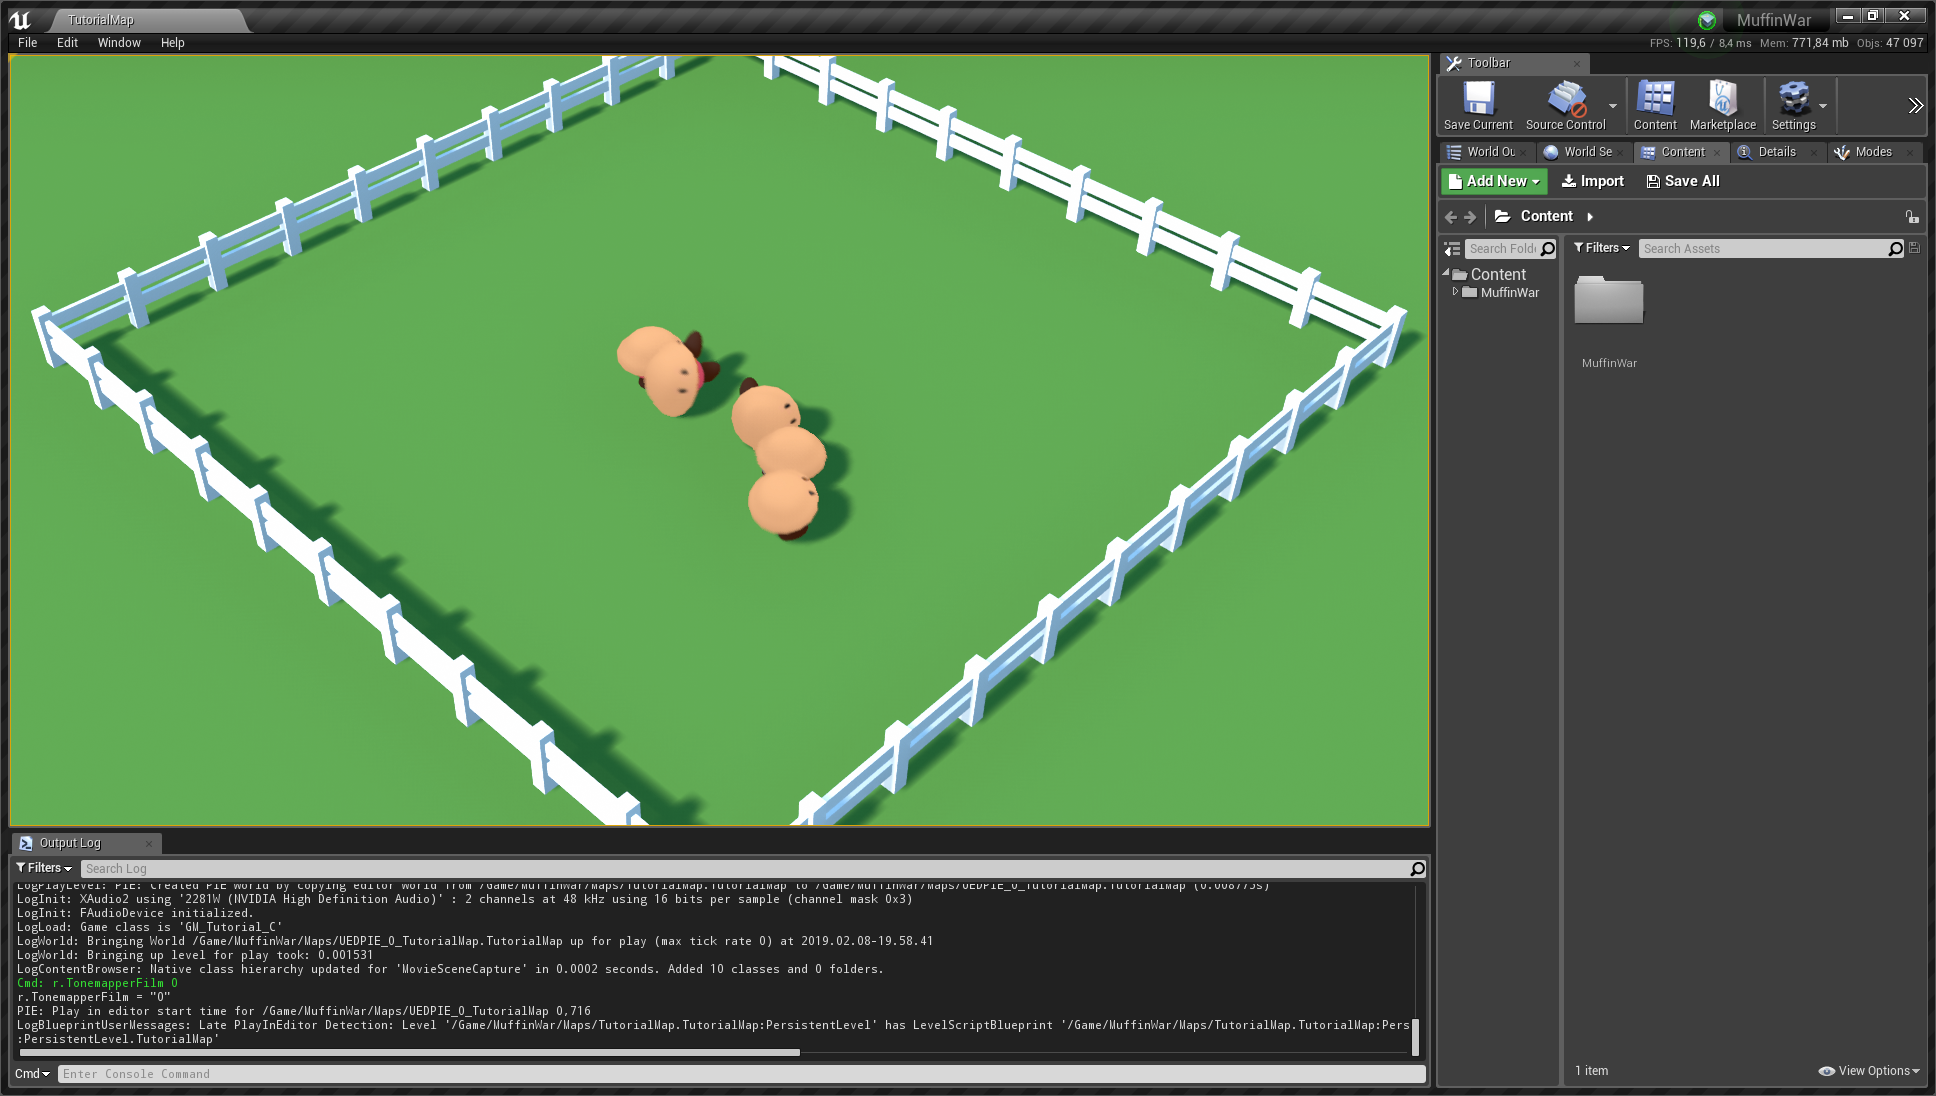 TutorialMap
MuffinWar
File Edit Window Help
FPS: 119,6 / 8,4 ms Mem: 771,84 mb Objs: 47 097
Toolbar
Save Current Source Control Content Marketplace Settings
World Ou World Se Content Details Modes
Add New Import Save All
Content
Search Folde Filters Search Assets
Content
MuffinWar
MuffinWar
1 item View Options
Output Log
Filters Search Log
LogPlayLevel: PIE: Created PIE world by copying editor world from /Game/MuffinWar/Maps/TutorialMap.TutorialMap to /Game/MuffinWar/Maps/UEDPIE_0_TutorialMap.TutorialMap (0.008775s)
LogInit: XAudio2 using '2281W (NVIDIA High Definition Audio)' : 2 channels at 48 kHz using 16 bits per sample (channel mask 0x3)
LogInit: FAudioDevice initialized.
LogLoad: Game class is 'GM_Tutorial_C'
LogWorld: Bringing World /Game/MuffinWar/Maps/UEDPIE_0_TutorialMap.TutorialMap up for play (max tick rate 0) at 2019.02.08-19.58.41
LogWorld: Bringing up level for play took: 0.001531
LogContentBrowser: Native class hierarchy updated for 'MovieSceneCapture' in 0.0002 seconds. Added 10 classes and 0 folders.
Cmd: r.TonemapperFilm 0
r.TonemapperFilm = "0"
PIE: Play in editor start time for /Game/MuffinWar/Maps/UEDPIE_0_TutorialMap 0,716
LogBlueprintUserMessages: Late PlayInEditor Detection: Level '/Game/MuffinWar/Maps/TutorialMap.TutorialMap:PersistentLevel' has LevelScriptBlueprint '/Game/MuffinWar/Maps/TutorialMap.TutorialMap:Pers
:PersistentLevel.TutorialMap'
Cmd Enter Console Command